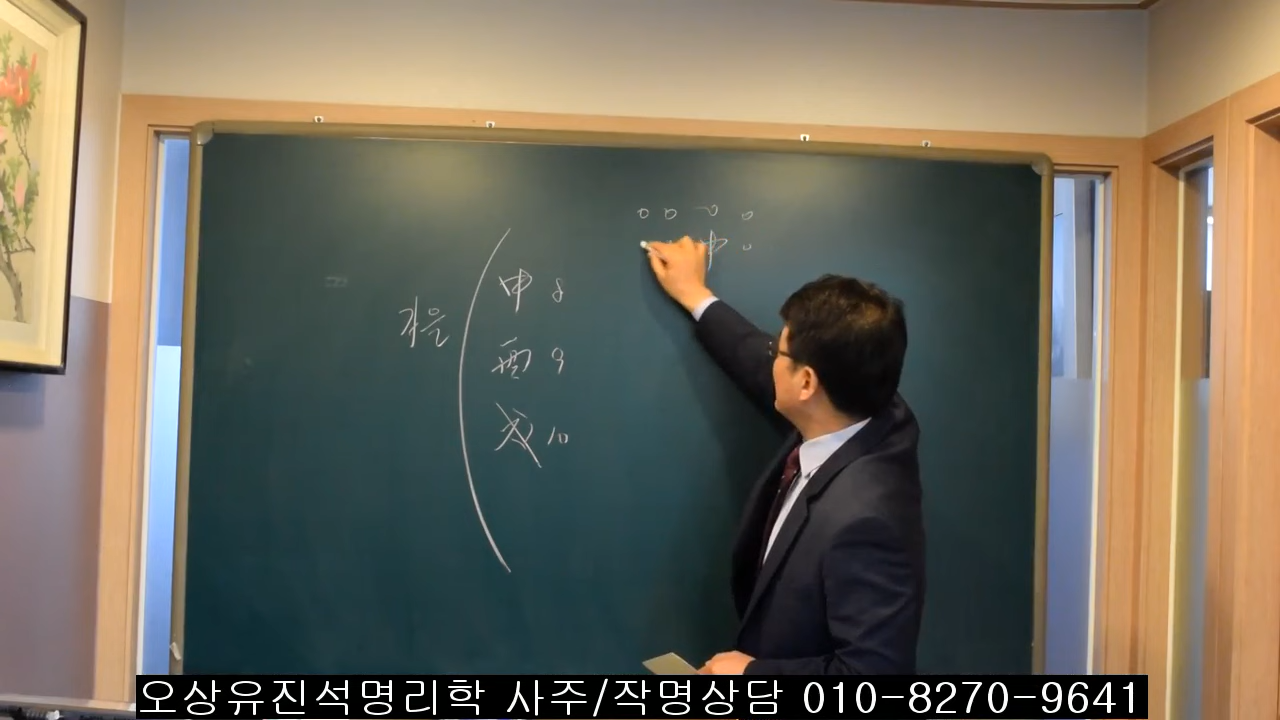 가을
申 8
酉 9
戌 10
o o o o
申 o
오상유진석명리학 사주/작명상담 010-8270-9641